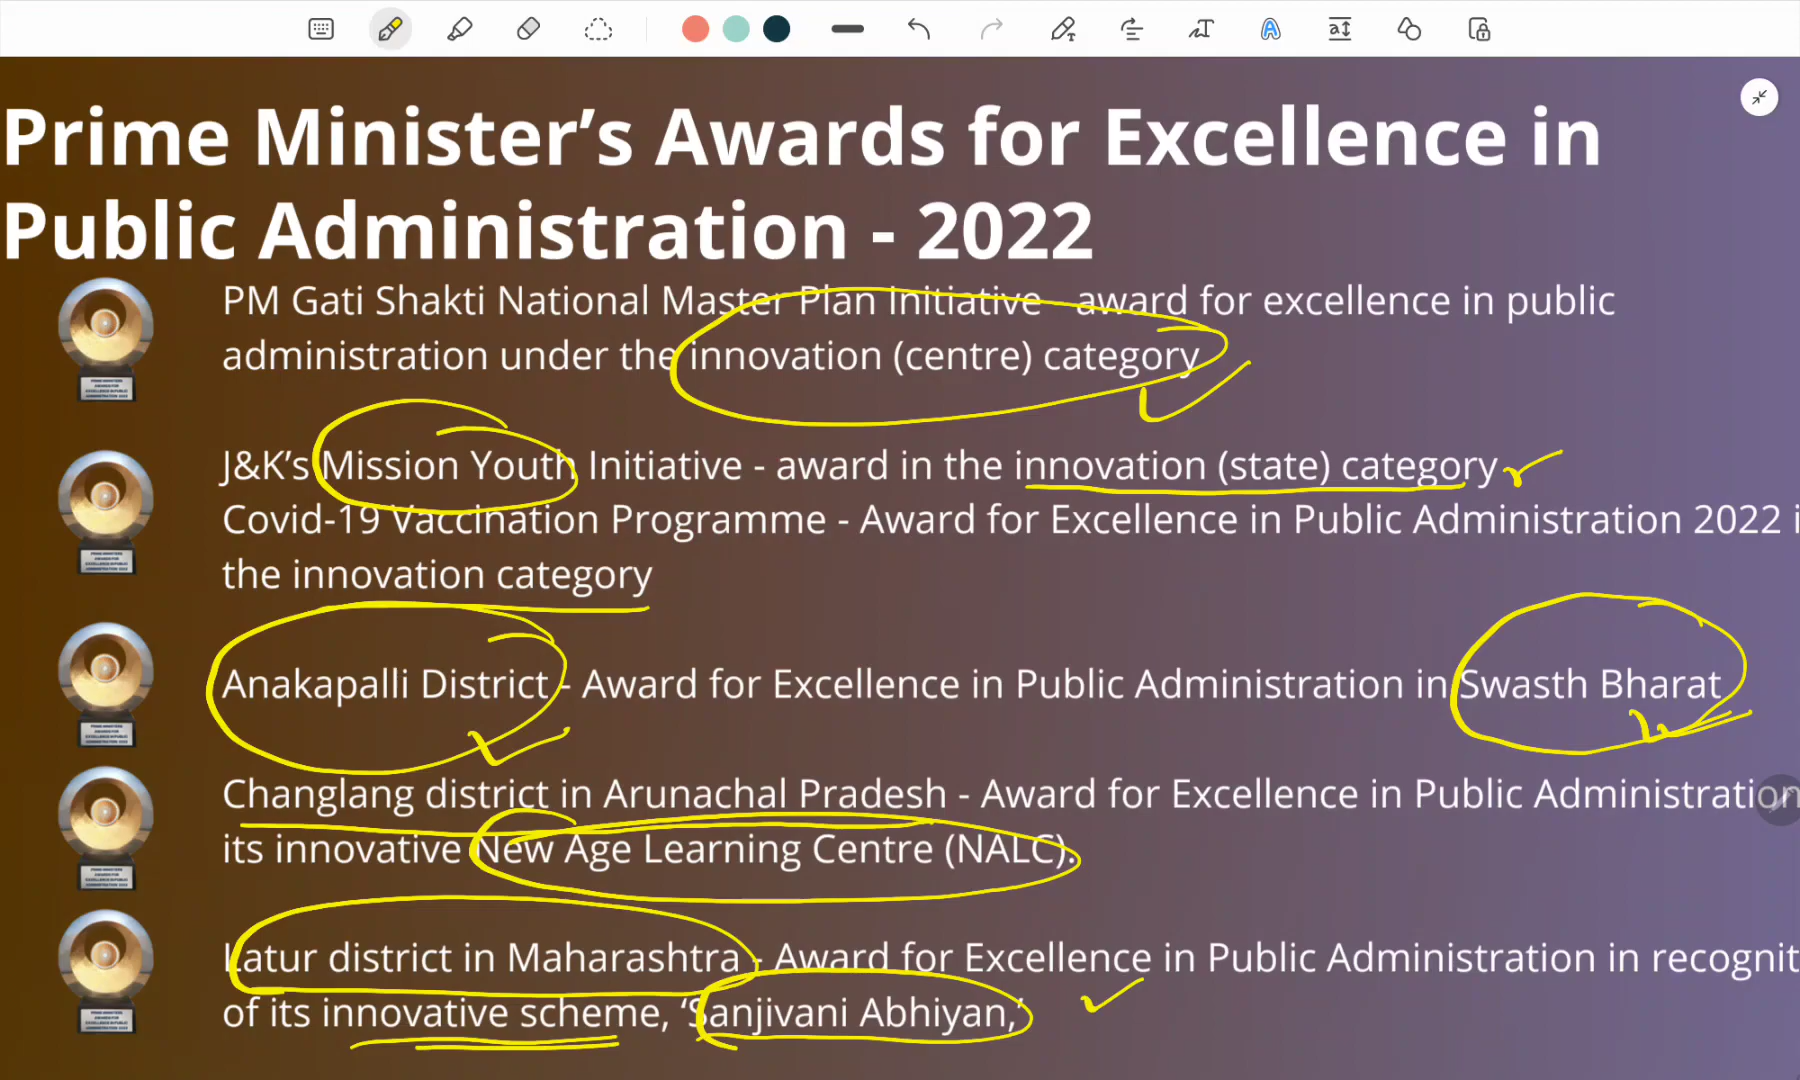 Prime Minister’s Awards for Excellence in
Public Administration - 2022
PM Gati Shakti National Master Plan Initiative - award for excellence in public
administration under the innovation (centre) category
J&K’s Mission Youth Initiative - award in the innovation (state) category
Covid-19 Vaccination Programme - Award for Excellence in Public Administration 2022 i
the innovation category
Anakapalli District - Award for Excellence in Public Administration in Swasth Bharat
Changlang district in Arunachal Pradesh - Award for Excellence in Public Administration
its innovative New Age Learning Centre (NALC).
Latur district in Maharashtra - Award for Excellence in Public Administration in recognit
of its innovative scheme, ‘Sanjivani Abhiyan,’